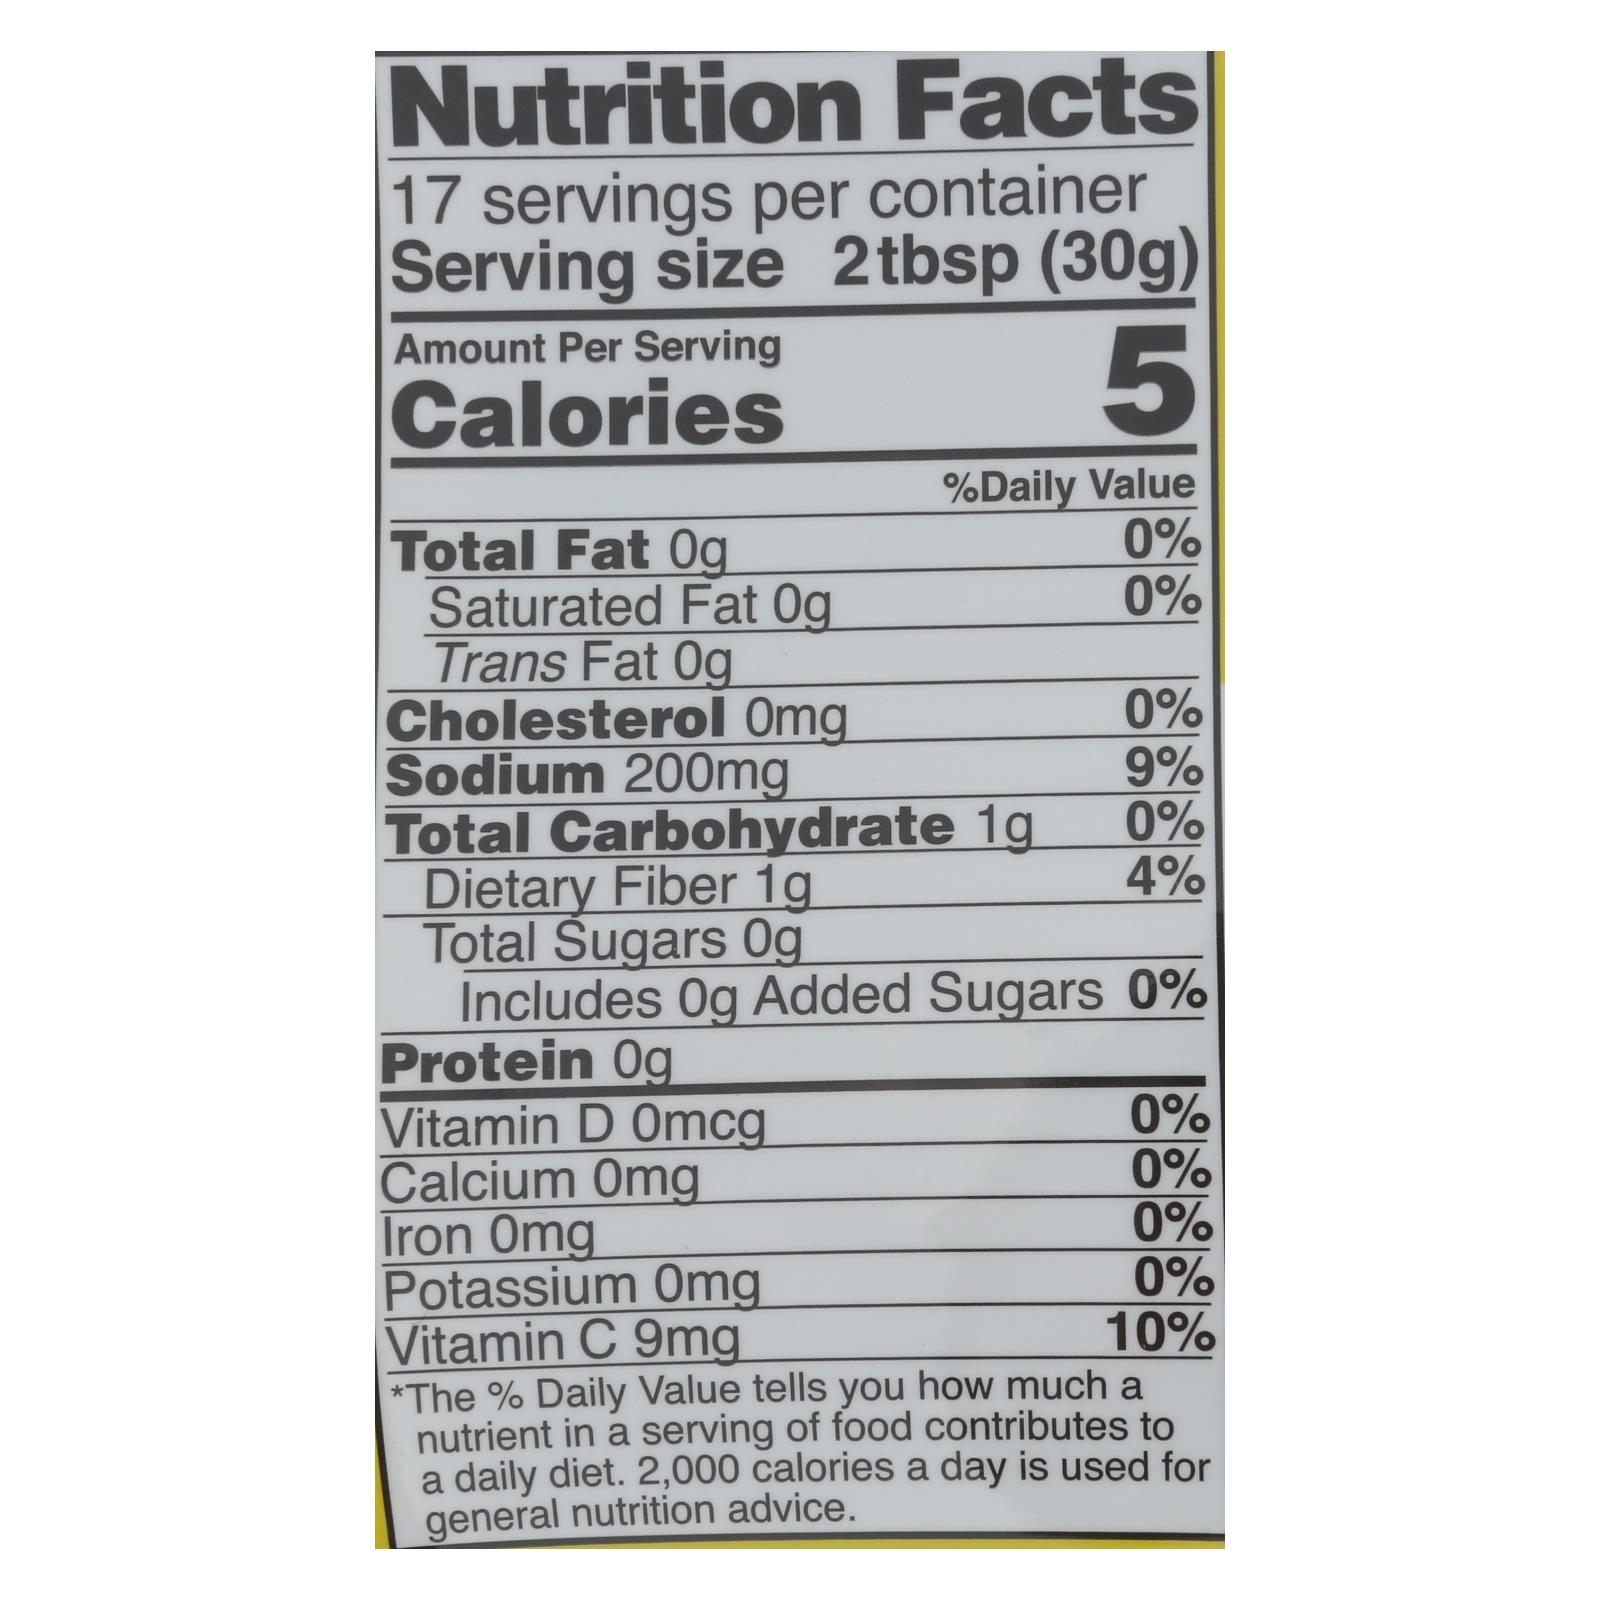 Nutrition Facts
17 servings per container
Serving size 2 tbsp (30g)
Amount Per Serving
Calories 5
%Daily Value
Total Fat 0g 0%
Saturated Fat 0g 0%
Trans Fat 0g
Cholesterol 0mg 0%
Sodium 200mg 9%
Total Carbohydrate 1g 0%
Dietary Fiber 1g 4%
Total Sugars 0g
Includes 0g Added Sugars 0%
Protein 0g
Vitamin D 0mcg 0%
Calcium 0mg 0%
Iron 0mg 0%
Potassium 0mg 0%
Vitamin C 9mg 10%
*The % Daily Value tells you how much a
nutrient in a serving of food contributes to
a daily diet. 2,000 calories a day is used for
general nutrition advice.